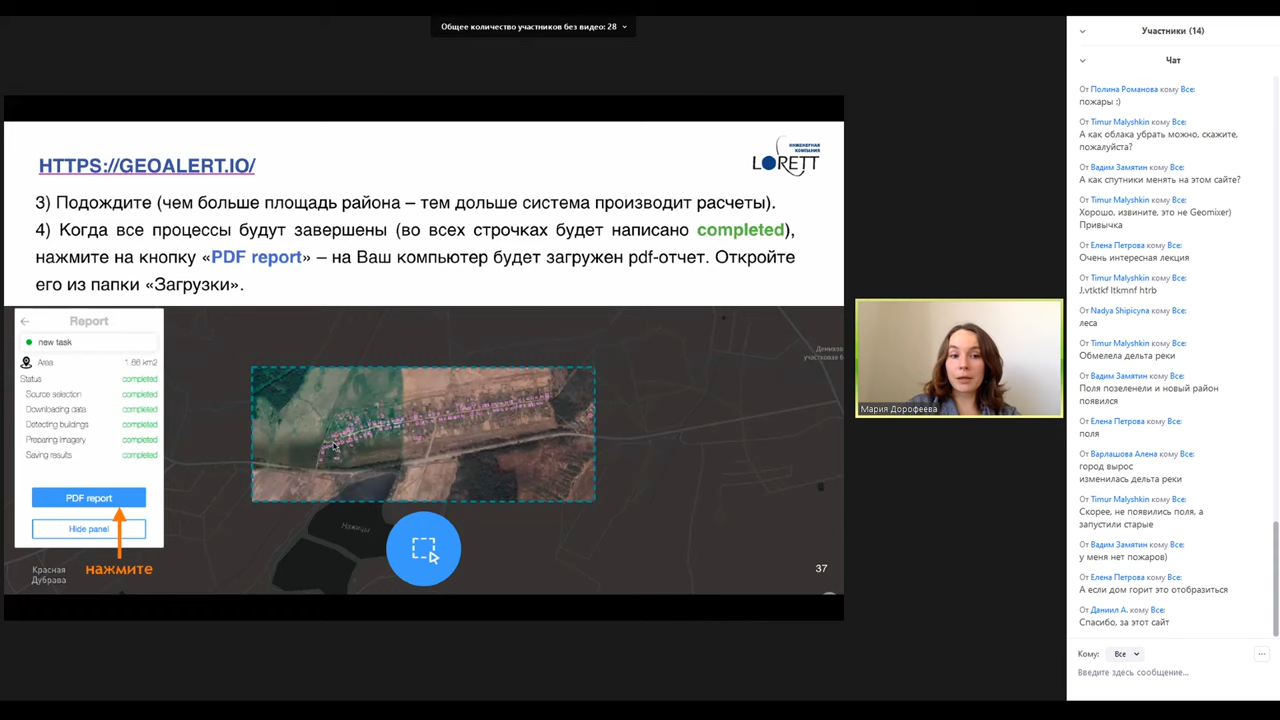 Общее количество участников без видео: 28
HTTPS://GEOALERT.IO/
ИНЖЕНЕРНАЯ
КОМПАНИЯ
LORETT
3) Подождите (чем больше площадь района – тем дольше система производит расчеты).
4) Когда все процессы будут завершены (во всех строчках будет написано completed),
нажмите на кнопку «PDF report» – на Ваш компьютер будет загружен pdf-отчет. Откройте
его из папки «Загрузки».
Report
new task
Area 1.66 km2
Status completed
Source selection completed
Downloading data completed
Detecting buildings completed
Preparing imagery completed
Saving results completed
PDF report
Hide panel
нажмите
Красная
Дубрава
Нажицы
37
Мария Дорофеева
Участники (14)
Чат
От Полина Романова кому Все:
пожары :)
От Timur Malyshkin кому Все:
А как облака убрать можно, скажите,
пожалуйста?
От Вадим Замятин кому Все:
А как спутники менять на этом сайте?
От Timur Malyshkin кому Все:
Хорошо, извините, это не Geomixer)
Привычка
От Елена Петрова кому Все:
Очень интересная лекция
От Timur Malyshkin кому Все:
J,vtktkf ltkmnf htrb
От Nadya Shipicyna кому Все:
леса
От Timur Malyshkin кому Все:
Обмелела дельта реки
От Вадим Замятин кому Все:
Поля позеленели и новый район
появился
От Елена Петрова кому Все:
поля
От Варлашова Алена кому Все:
город вырос
изменилась дельта реки
От Timur Malyshkin кому Все:
Скорее, не появились поля, а
запустили старые
От Вадим Замятин кому Все:
у меня нет пожаров)
От Елена Петрова кому Все:
А если дом горит это отобразиться
От Даниил А. кому Все:
Спасибо, за этот сайт
Кому: Все
Введите здесь сообщение...